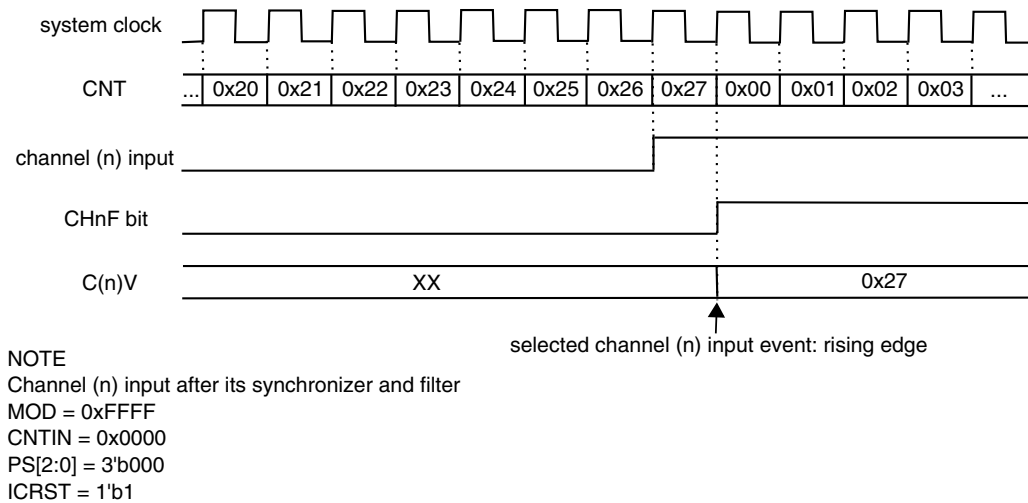 system clock
CNT ... 0x20 0x21 0x22 0x23 0x24 0x25 0x26 0x27 0x00 0x01 0x02 0x03 ...
channel (n) input
CHnF bit
C(n)V XX 0x27
selected channel (n) input event: rising edge
NOTE
Channel (n) input after its synchronizer and filter
MOD = 0xFFFF
CNTIN = 0x0000
PS[2:0] = 3'b000
ICRST = 1'b1